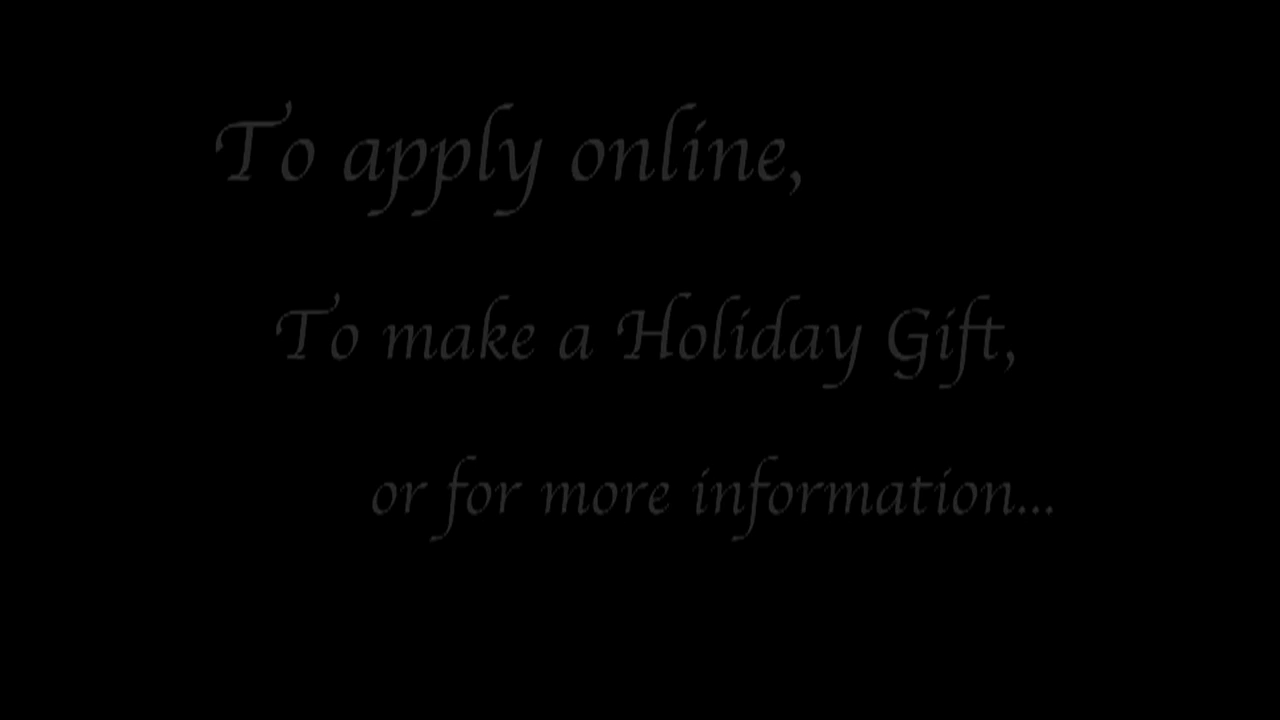 To apply online,
To make a Holiday Gift,
or for more information...